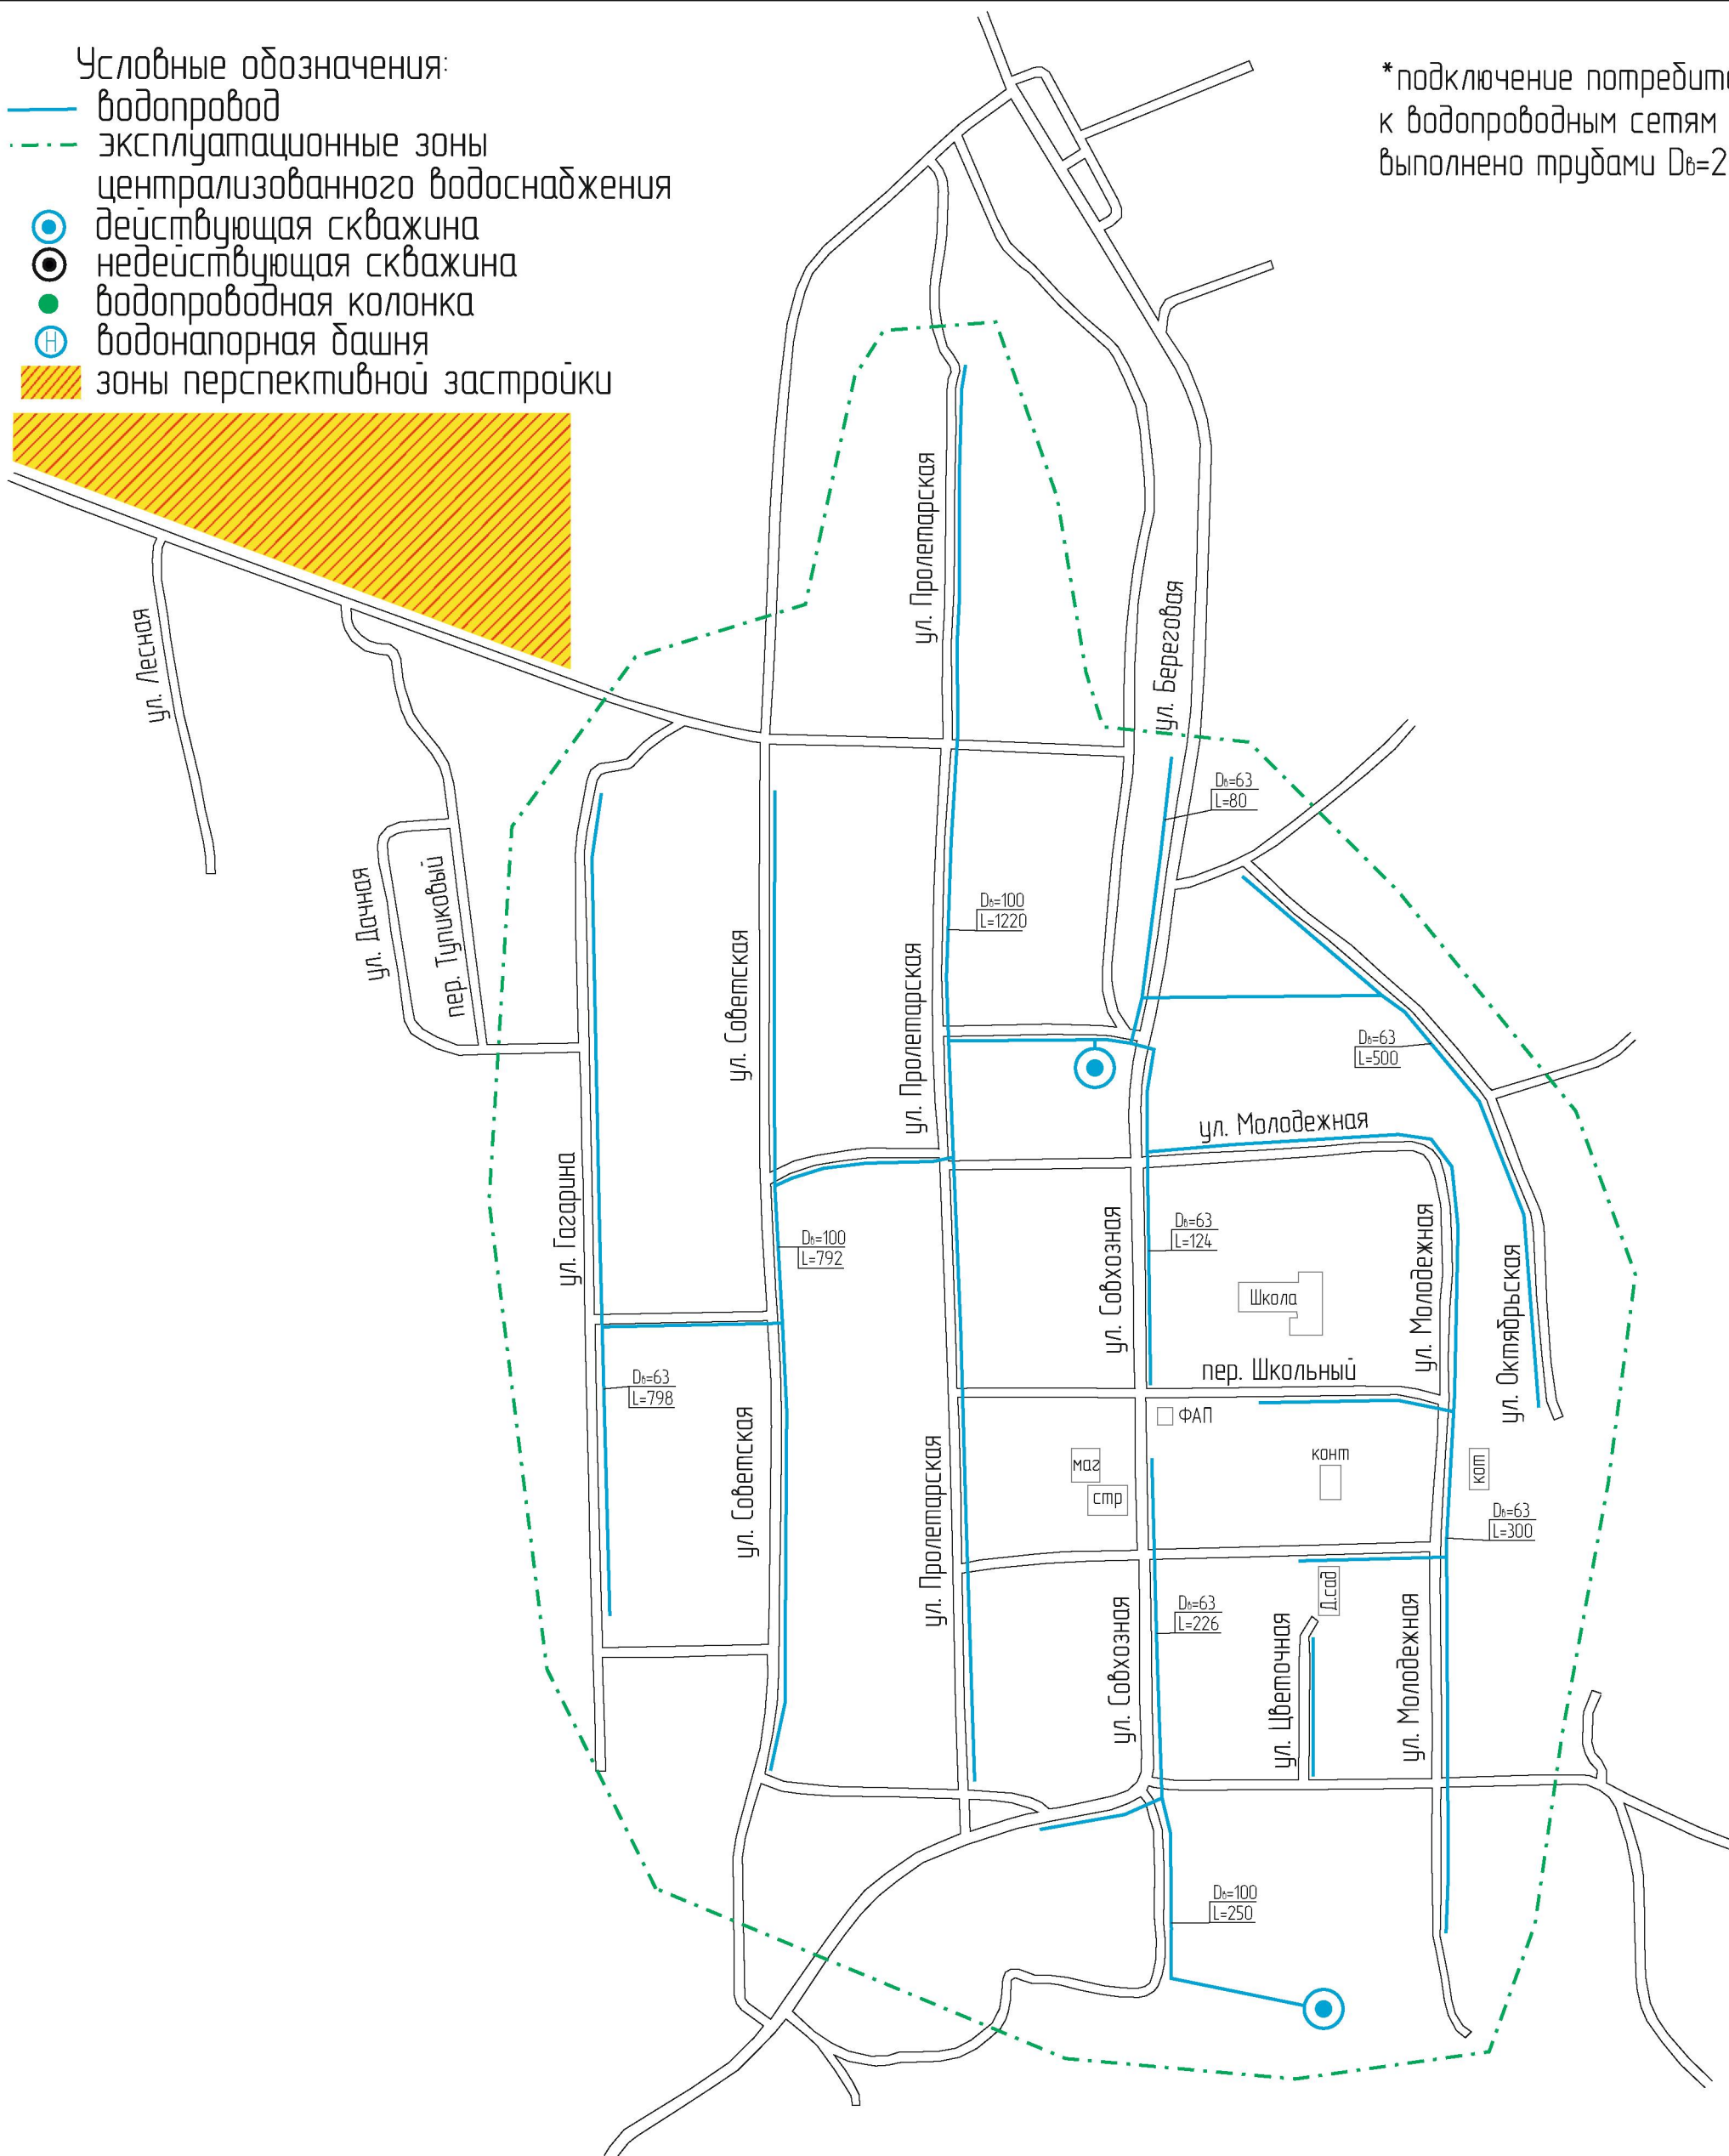 Условные обозначения:
водопровод
эксплуатационные зоны
централизованного водоснабжения
действующая скважина
недействующая скважина
водопроводная колонка
Н
водонапорная башня
зоны перспективной застройки
*подключение потребите
к водопроводным сетям
выполнено трубами Dв=2
ул. Лесная
ул. Дачная
пер. Тупиковый
ул. Пролетарская
ул. Береговая
Dв=63
L=80
Dв=100
L=1220
ул. Советская
ул. Пролетарская
Dв=63
L=500
ул. Молодежная
ул. Гагарина
Dв=100
L=792
ул. Совхозная
Dв=63
L=124
Школа
ул. Молодежная
ул. Октябрьская
пер. Школьный
Dв=63
L=798
ФАП
ул. Советская
ул. Пролетарская
маг
стр
конт
кот
Dв=63
L=300
Д.сад
ул. Совхозная
Dв=63
L=226
ул. Цветочная
ул. Молодежная
Dв=100
L=250